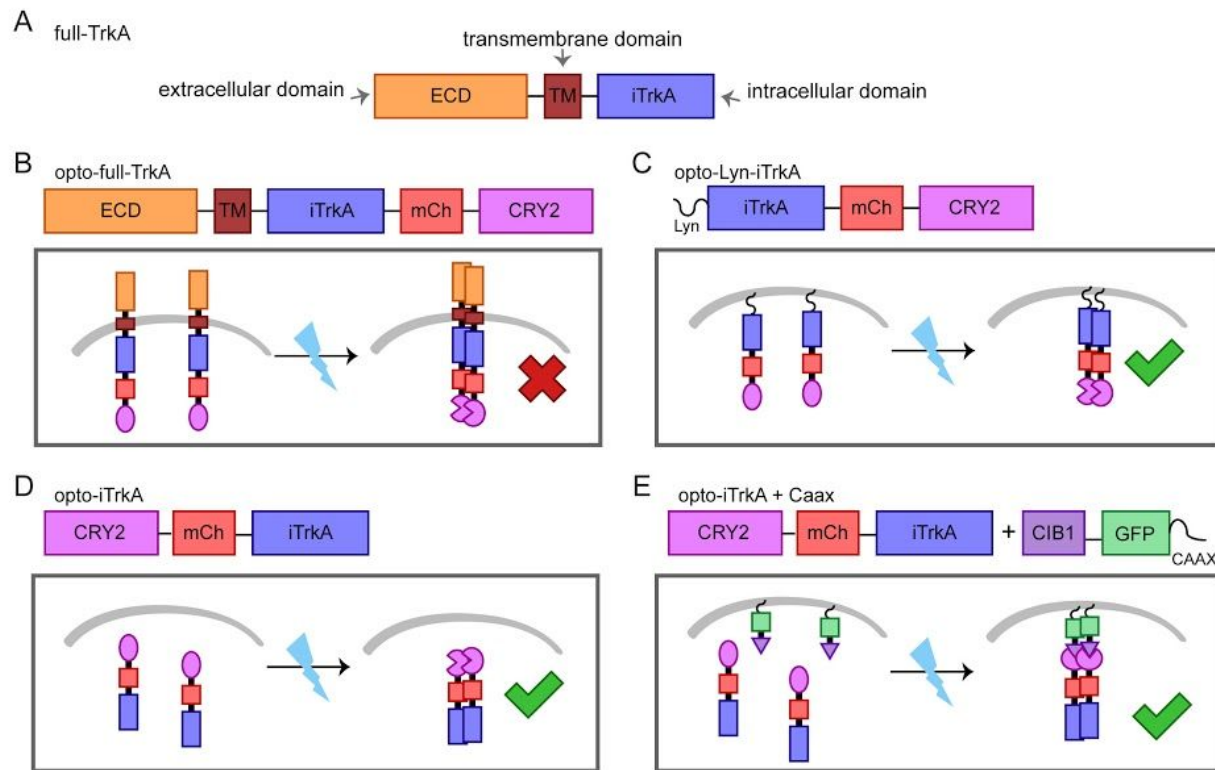 A
full-TrkA
transmembrane domain
extracellular domain
ECD
TM
iTrkA
intracellular domain
B
opto-full-TrkA
ECD
TM
iTrkA
mCh
CRY2
C
opto-Lyn-iTrkA
Lyn
iTrkA
mCh
CRY2
D
opto-iTrkA
CRY2
mCh
iTrkA
E
opto-iTrkA + Caax
CRY2
mCh
iTrkA
+
CIB1
GFP
CAAX